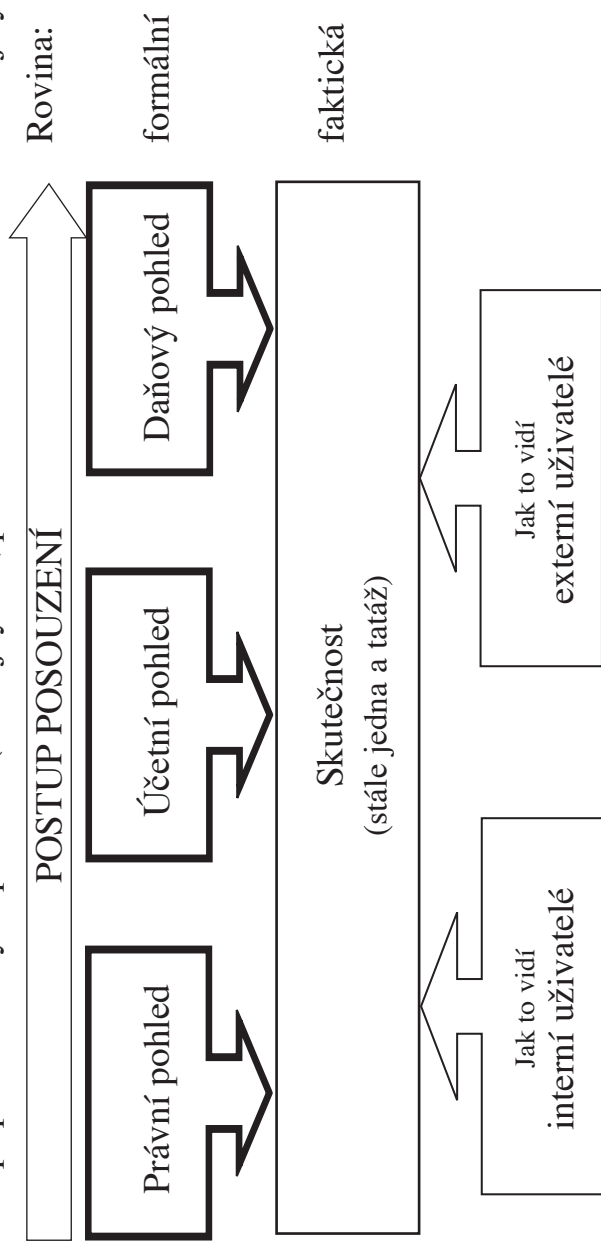 Rovina:
POSTUP POSOUZENÍ
formální
Právní pohled
Účetní pohled
Daňový pohled
faktická
Skutečnost
(stále jedna a tatáž)
Jak to vidí
interní uživatelé
Jak to vidí
externí uživatelé